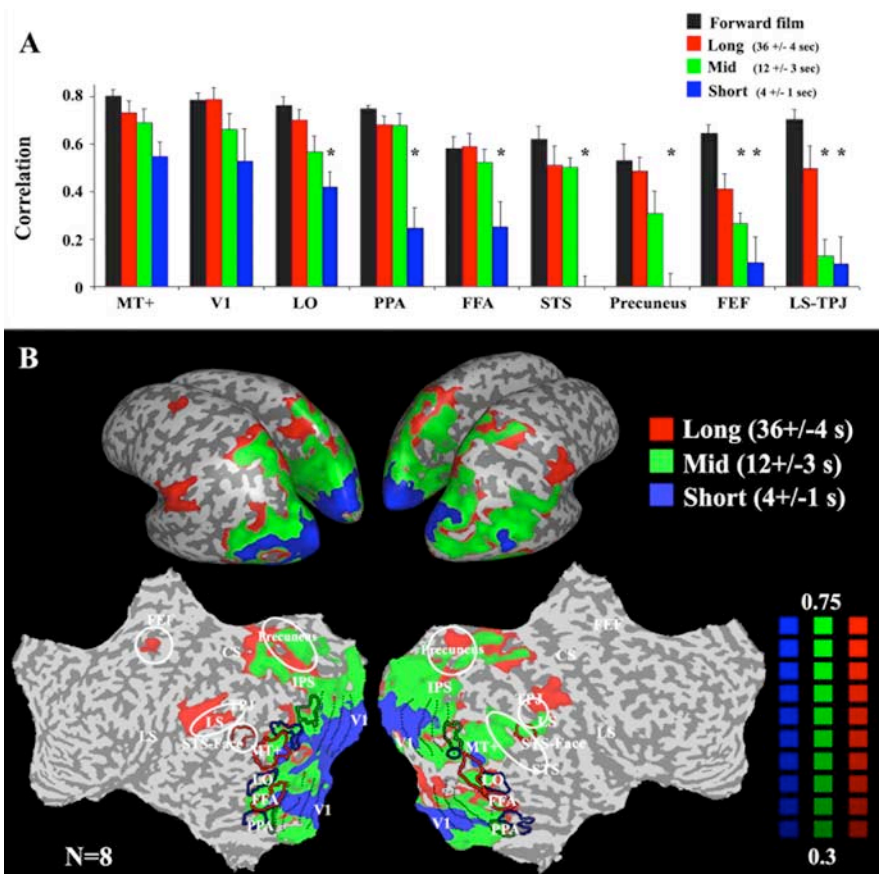 A
Forward film
Long (36 +/- 4 sec)
Mid (12 +/- 3 sec)
Short (4 +/- 1 sec)
Correlation
0.8
0.6
0.4
0.2
0
* * * * * * * * *
MT+ V1 LO PPA FFA STS Precuneus FEF LS-TPJ
B
Long (36+/-4 s)
Mid (12+/-3 s)
Short (4+/-1 s)
FEF
Precuneus
CS
IPS
LS
LS
V1
MT+
LO
FFA
V1
PPA
N=8
FEF
Precuneus
CS
IPS
TPJ
LS
LS
V1
MT+
STS-Face
STS
LO
FFA
V1
PPA
0.75
0.3